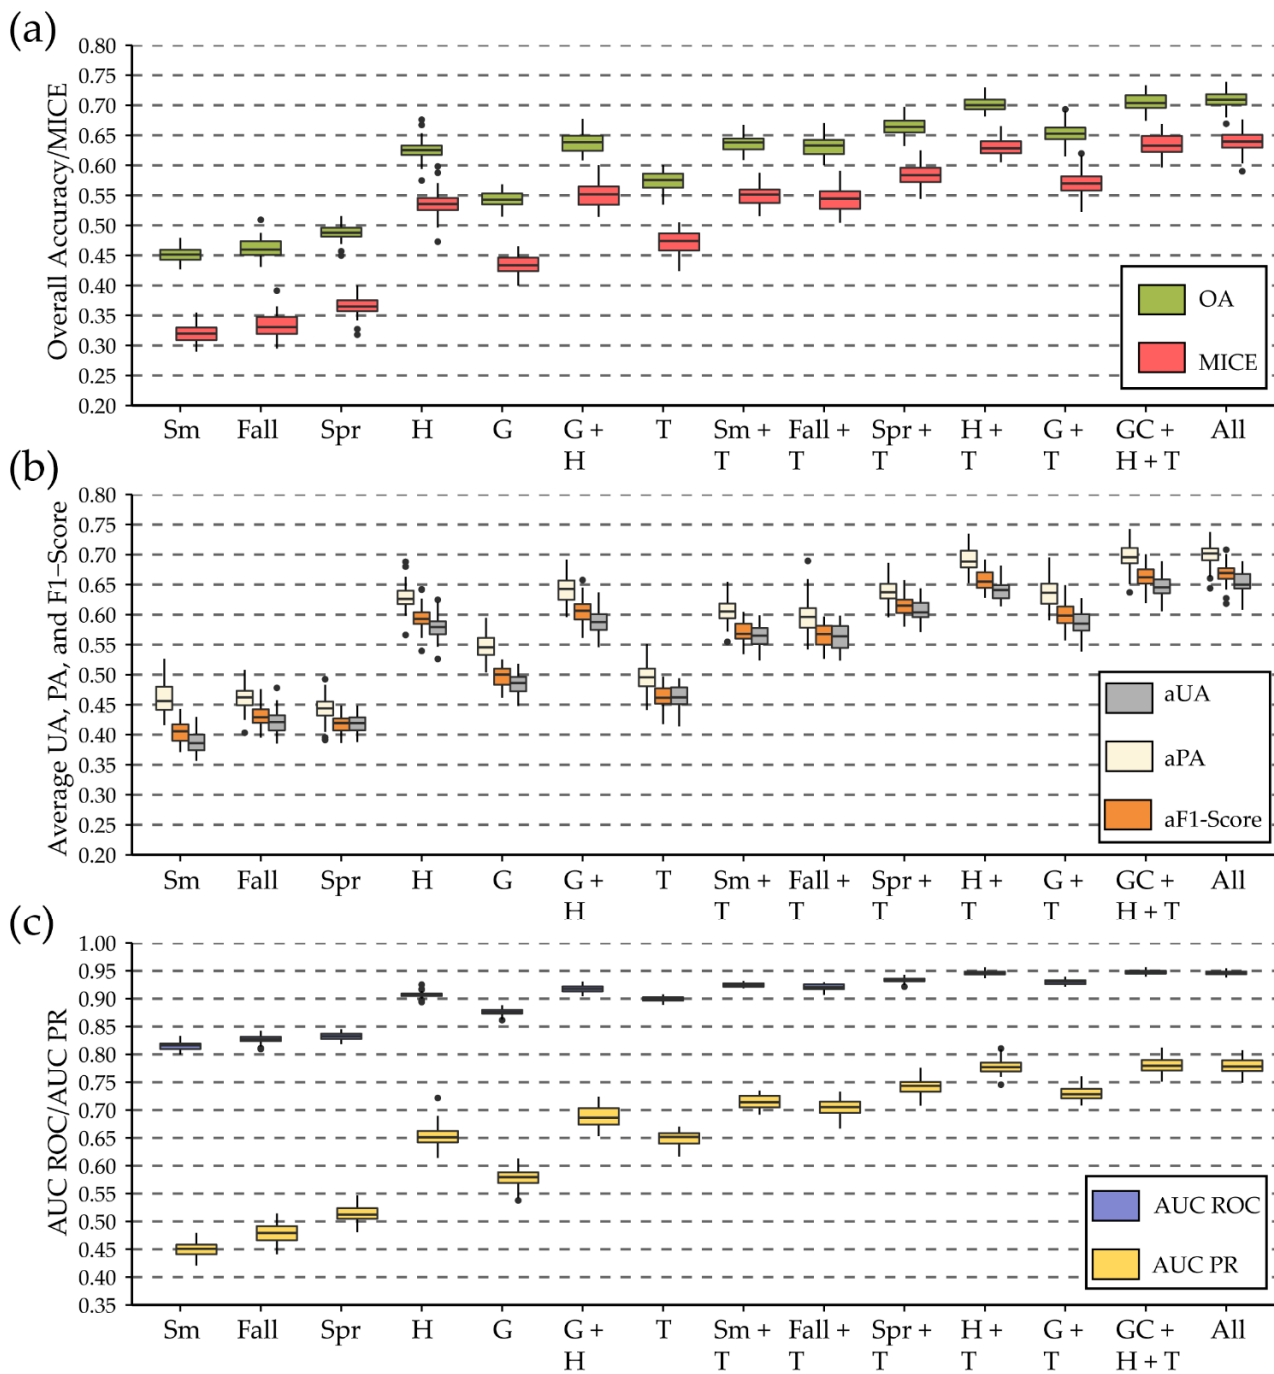 (a)
Overall Accuracy/MICE
0.80
0.75
0.70
0.65
0.60
0.55
0.50
0.45
0.40
0.35
0.30
0.25
0.20
OA
MICE
Sm Fall Spr H G G + T Sm + Fall + Spr + H + G + GC + All
H T T T T T H + T
(b)
Average UA, PA, and F1–Score
0.80
0.75
0.70
0.65
0.60
0.55
0.50
0.45
0.40
0.35
0.30
0.25
0.20
aUA
aPA
aF1-Score
Sm Fall Spr H G G + T Sm + Fall + Spr + H + G + GC + All
H T T T T T H + T
(c)
AUC ROC/AUC PR
1.00
0.95
0.90
0.85
0.80
0.75
0.70
0.65
0.60
0.55
0.50
0.45
0.40
0.35
AUC ROC
AUC PR
Sm Fall Spr H G G + T Sm + Fall + Spr + H + G + GC + All
H T T T T T H + T